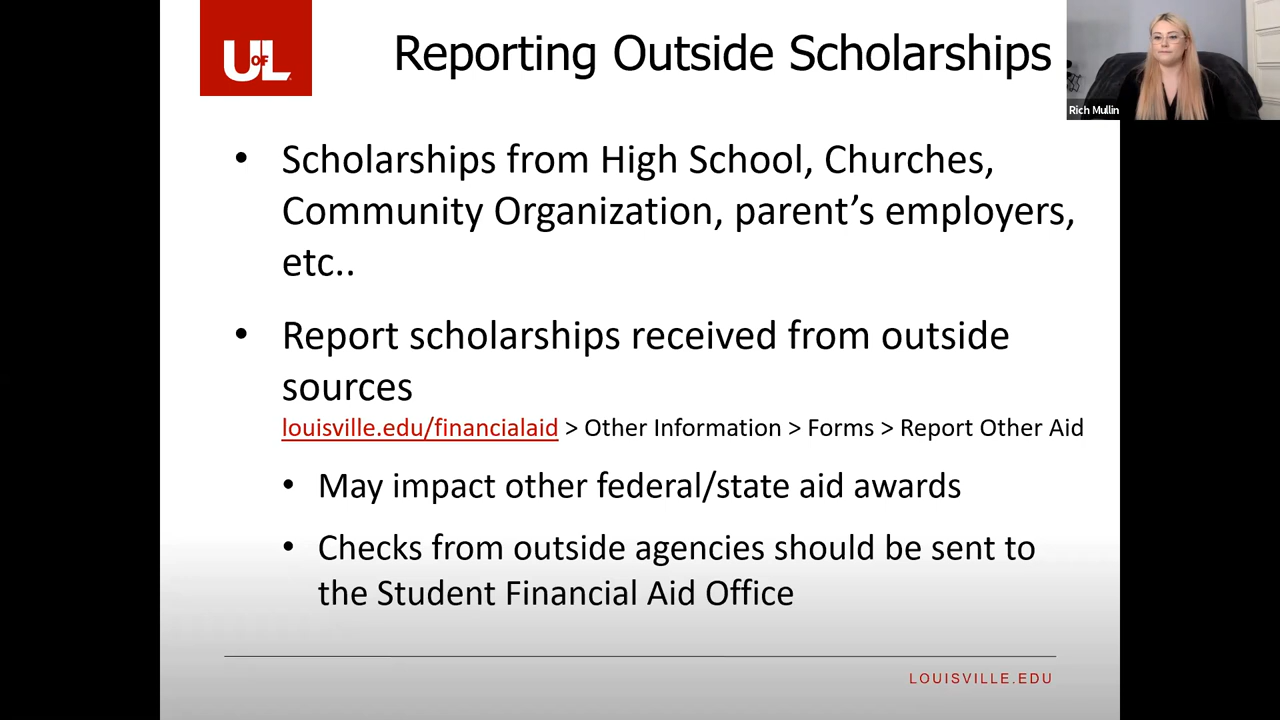 UofL
Reporting Outside Scholarships
Rich Mullin
• Scholarships from High School, Churches,
Community Organization, parent’s employers,
etc..
• Report scholarships received from outside
sources
louisville.edu/financialaid > Other Information > Forms > Report Other Aid
• May impact other federal/state aid awards
• Checks from outside agencies should be sent to
the Student Financial Aid Office
LOUISVILLE.EDU